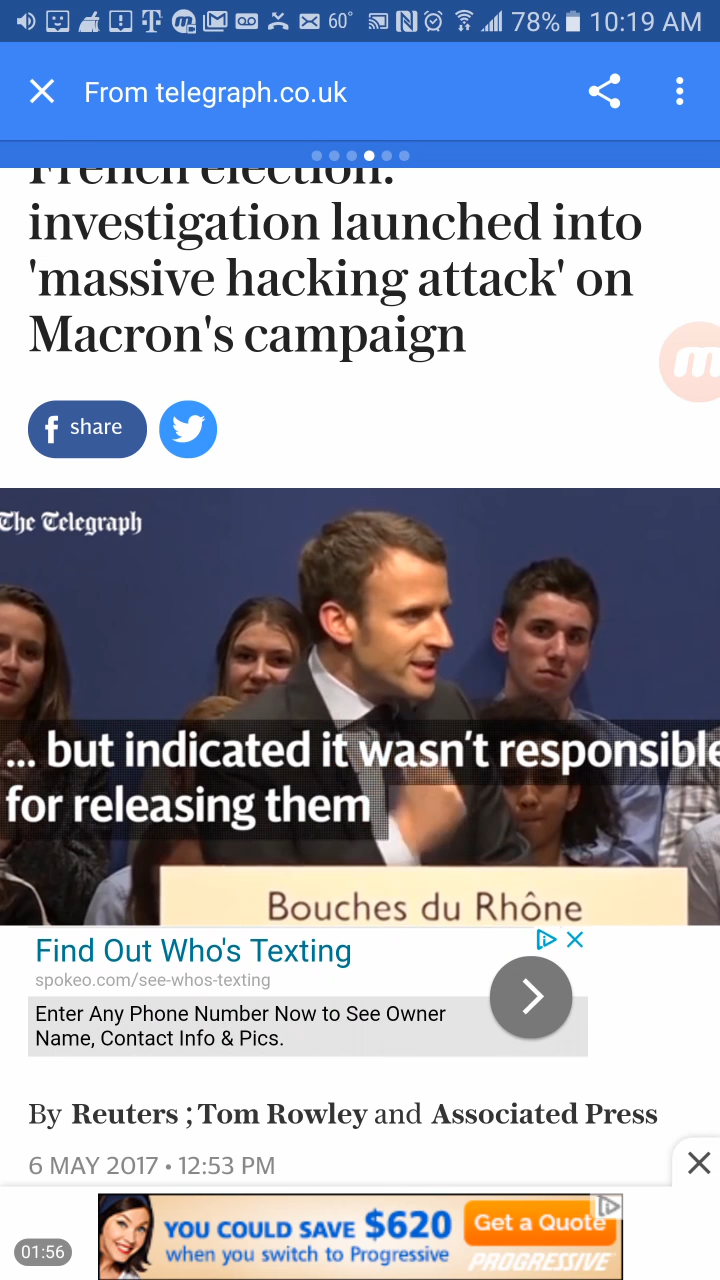 60° 78% 10:19 AM
From telegraph.co.uk
French election:
investigation launched into
'massive hacking attack' on
Macron's campaign
m
f share
The Telegraph
... but indicated it wasn't responsible
for releasing them
Bouches du Rhône
Find Out Who's Texting
spokeo.com/see-whos-texting
Enter Any Phone Number Now to See Owner
Name, Contact Info & Pics.
By Reuters ; Tom Rowley and Associated Press
6 MAY 2017 • 12:53 PM
YOU COULD SAVE $620
when you switch to Progressive
Get a Quote
PROGRESSIVE
01:56